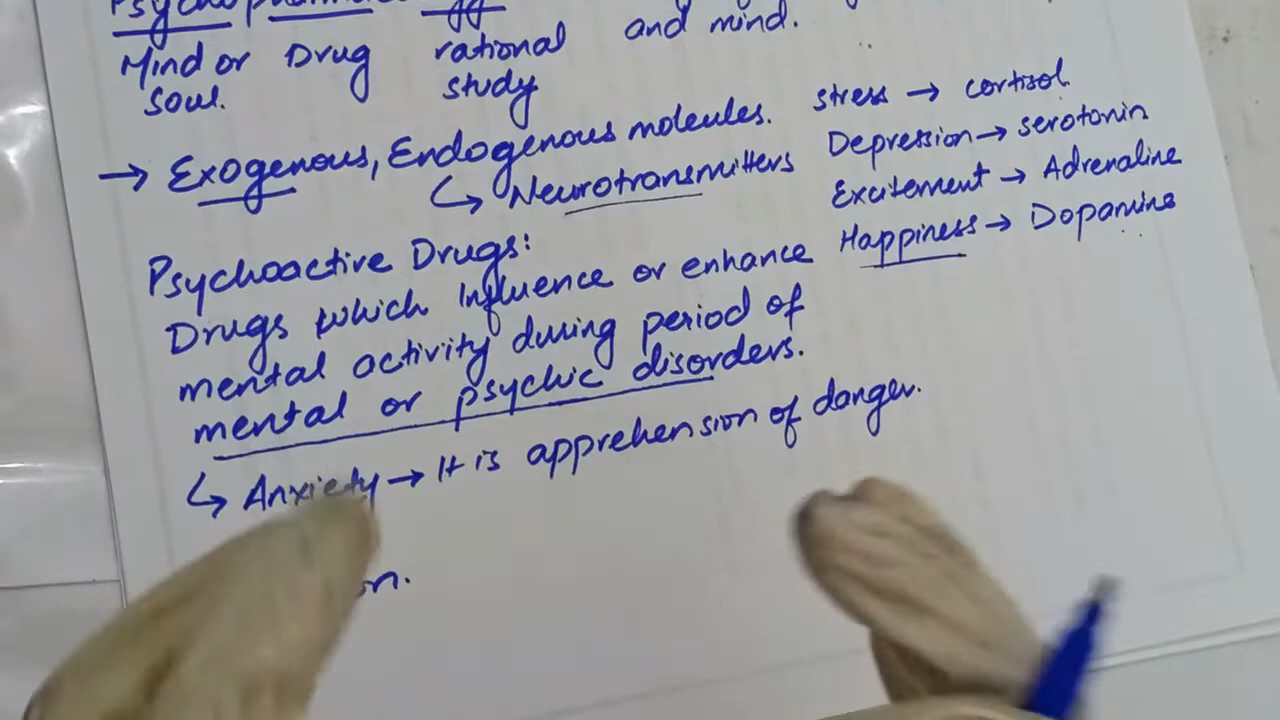 Mind or Drug rational and mind.
soul. study
→ Exogenous, Endogenous molecules. stress → cortisol
↳ Neurotransmitters Depression → serotonin
Excitement → Adrenaline
Happiness → Dopamine
Psychoactive Drugs:
Drugs which influence or enhance
mental activity during period of
mental or psychic disorders.
↳ Anxiety → It is apprehension of danger.